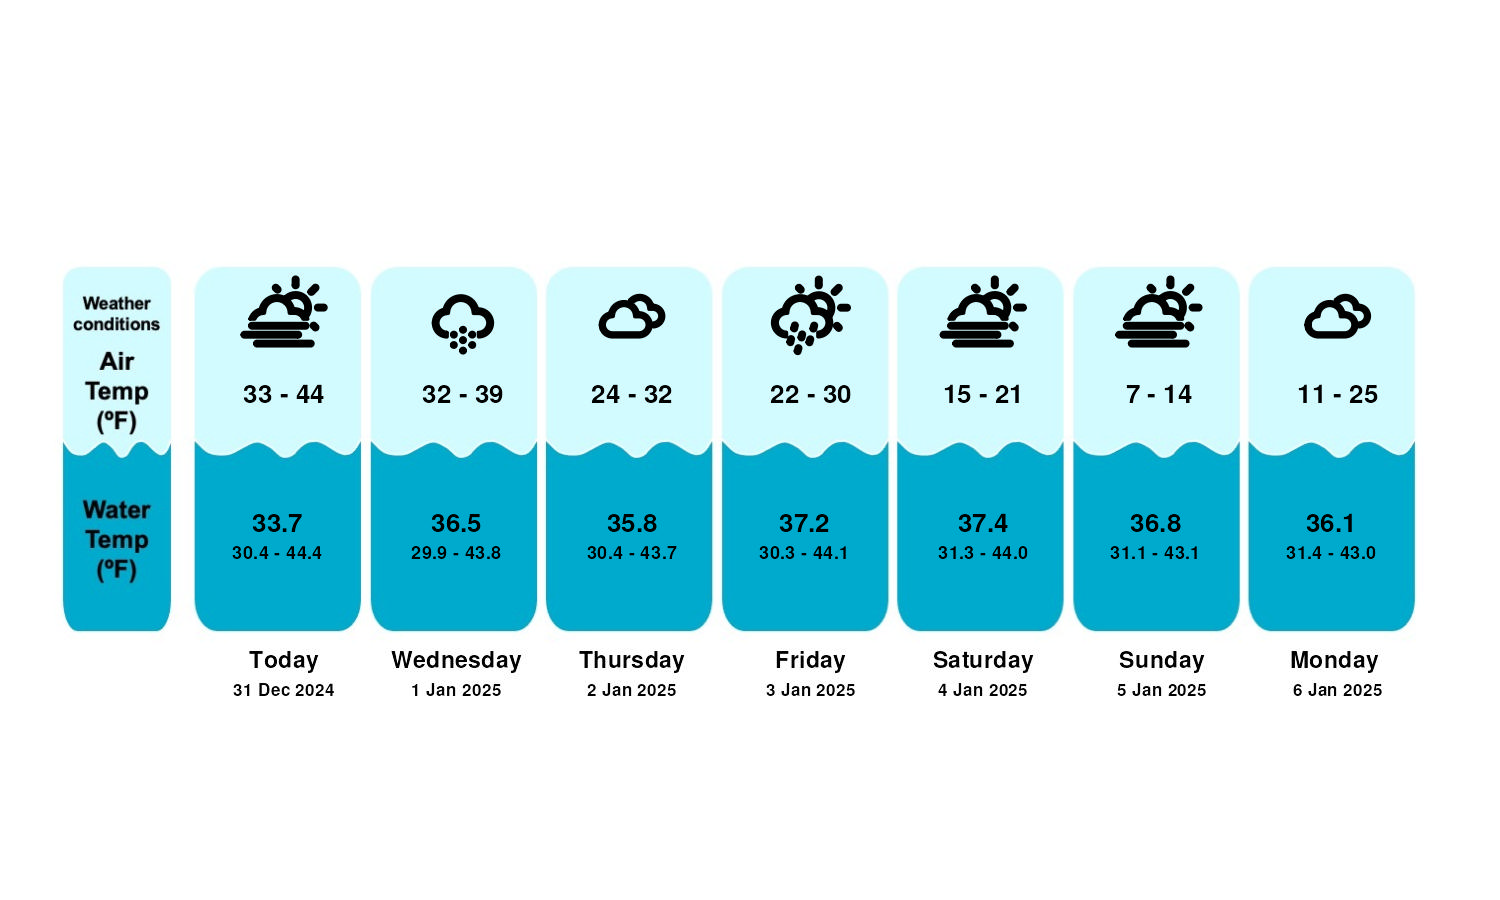 Weather
conditions
Air
Temp
(ºF)
33 - 44
32 - 39
24 - 32
22 - 30
15 - 21
7 - 14
11 - 25
Water
Temp
(ºF)
33.7
36.5
35.8
37.2
37.4
36.8
36.1
30.4 - 44.4
29.9 - 43.8
30.4 - 43.7
30.3 - 44.1
31.3 - 44.0
31.1 - 43.1
31.4 - 43.0
Today
Wednesday
Thursday
Friday
Saturday
Sunday
Monday
31 Dec 2024
1 Jan 2025
2 Jan 2025
3 Jan 2025
4 Jan 2025
5 Jan 2025
6 Jan 2025